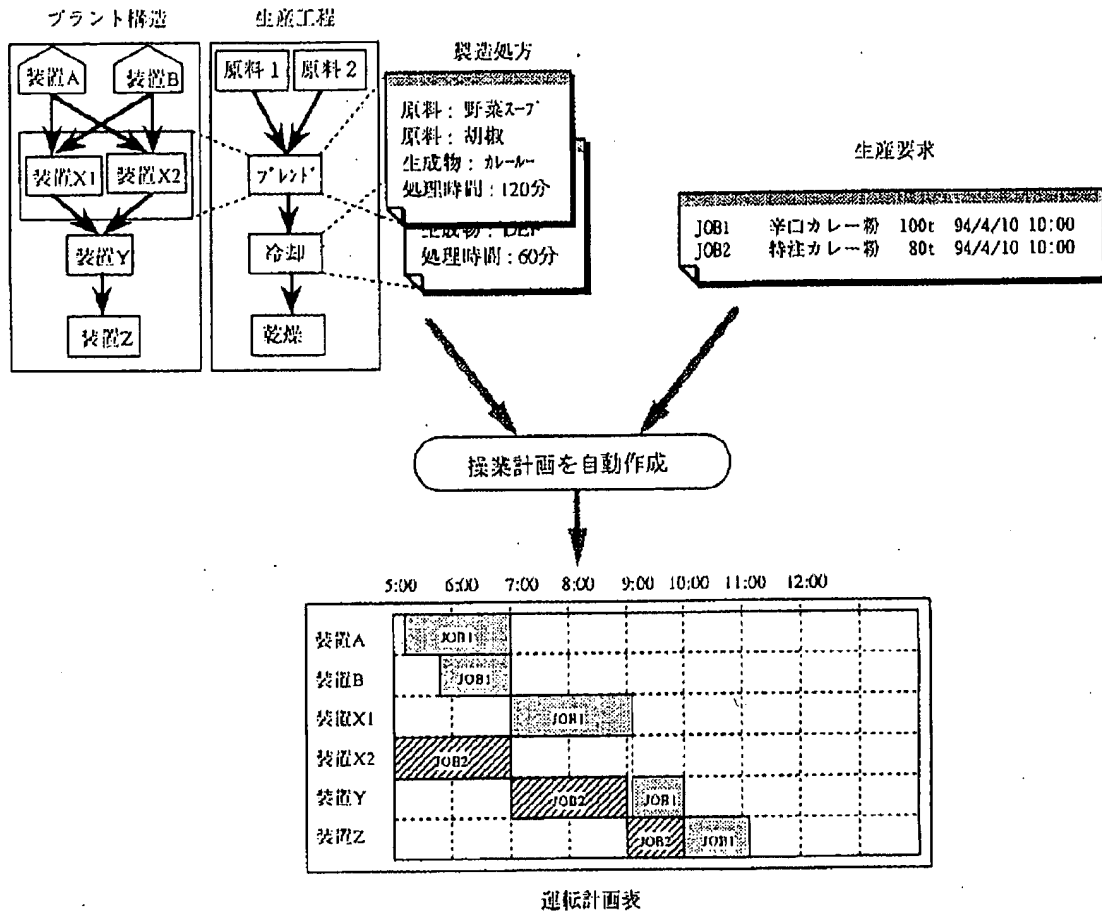 プラント構造
生産工程
装置A
装置B
装置X1
装置X2
装置Y
装置Z
原料1
原料2
ブレンド
冷却
乾燥
製造処方
原料：野菜スープ
原料：胡椒
生成物：カレールー
処理時間：120分
処理時間：60分
生産要求
JOB1 辛口カレー粉 100t 94/4/10 10:00
JOB2 特注カレー粉 80t 94/4/10 10:00
操業計画を自動作成
5:00 6:00 7:00 8:00 9:00 10:00 11:00 12:00
装置A JOB1
装置B JOB1
装置X1 JOB1
装置X2 JOB2
装置Y JOB2 JOB1
装置Z JOB2 JOB1
運転計画表